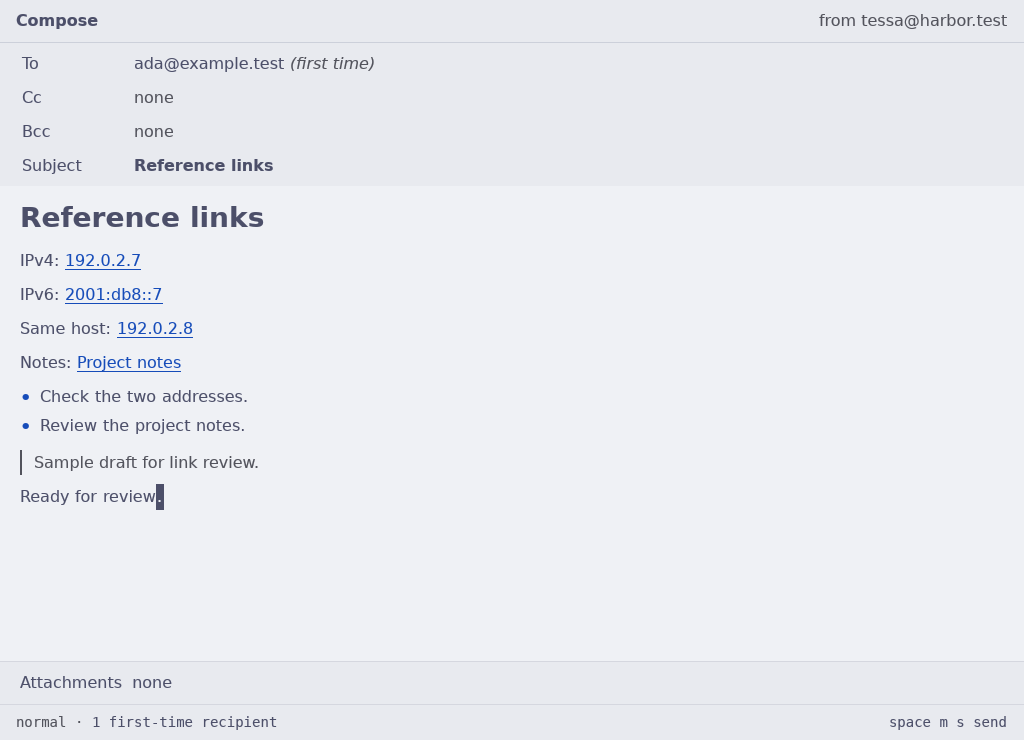 Compose
from tessa@harbor.test
To ada@example.test (first time)
Cc none
Bcc none
Subject Reference links
Reference links
IPv4: 192.0.2.7
IPv6: 2001:db8::7
Same host: 192.0.2.8
Notes: Project notes
• Check the two addresses.
• Review the project notes.
Sample draft for link review.
Ready for review.
Attachments none
normal · 1 first-time recipient
space m s send